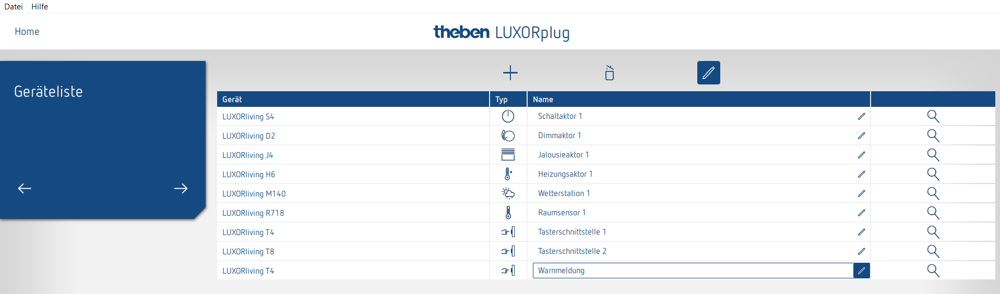 Datei Hilfe
Home
theben LUXORplug
Geräteliste
Gerät Typ Name
LUXORliving S4 Schaltaktor 1
LUXORliving D2 Dimmaktor 1
LUXORliving J4 Jalousieaktor 1
LUXORliving H6 Heizungsaktor 1
LUXORliving M140 Wetterstation 1
LUXORliving R718 Raumsensor 1
LUXORliving T4 Tasterschnittstelle 1
LUXORliving T8 Tasterschnittstelle 2
LUXORliving T4 Warnmeldung